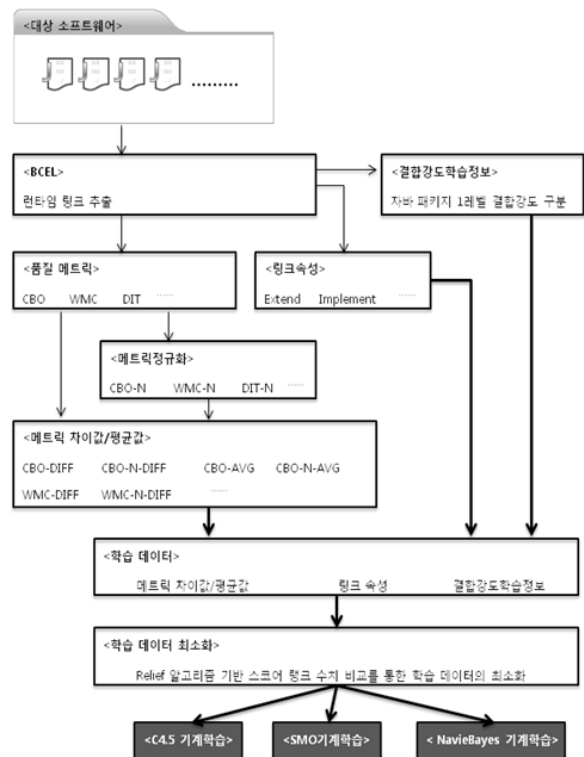 <대상 소프트웨어>
.........
<BCEL>
런타임 링크 추출
<결합강도학습정보>
자바 패키지 1레벨 결합강도 구분
<품질 메트릭>
CBO WMC DIT ......
<링크속성>
Extend Implement ......
<메트릭정규화>
CBO-N WMC-N DIT-N ......
<메트릭 차이값/평균값>
CBO-DIFF CBO-N-DIFF CBO-AVG CBO-N-AVG
WMC-DIFF WMC-N-DIFF ......
<학습 데이터>
메트릭 차이값/평균값 링크 속성 결합강도학습정보
<학습 데이터 최소화>
Relief 알고리즘 기반 스코어 랭크 수치 비교를 통한 학습 데이터의 최소화
<C4.5 기계학습>
<SMO기계학습>
< NavieBayes 기계학습>